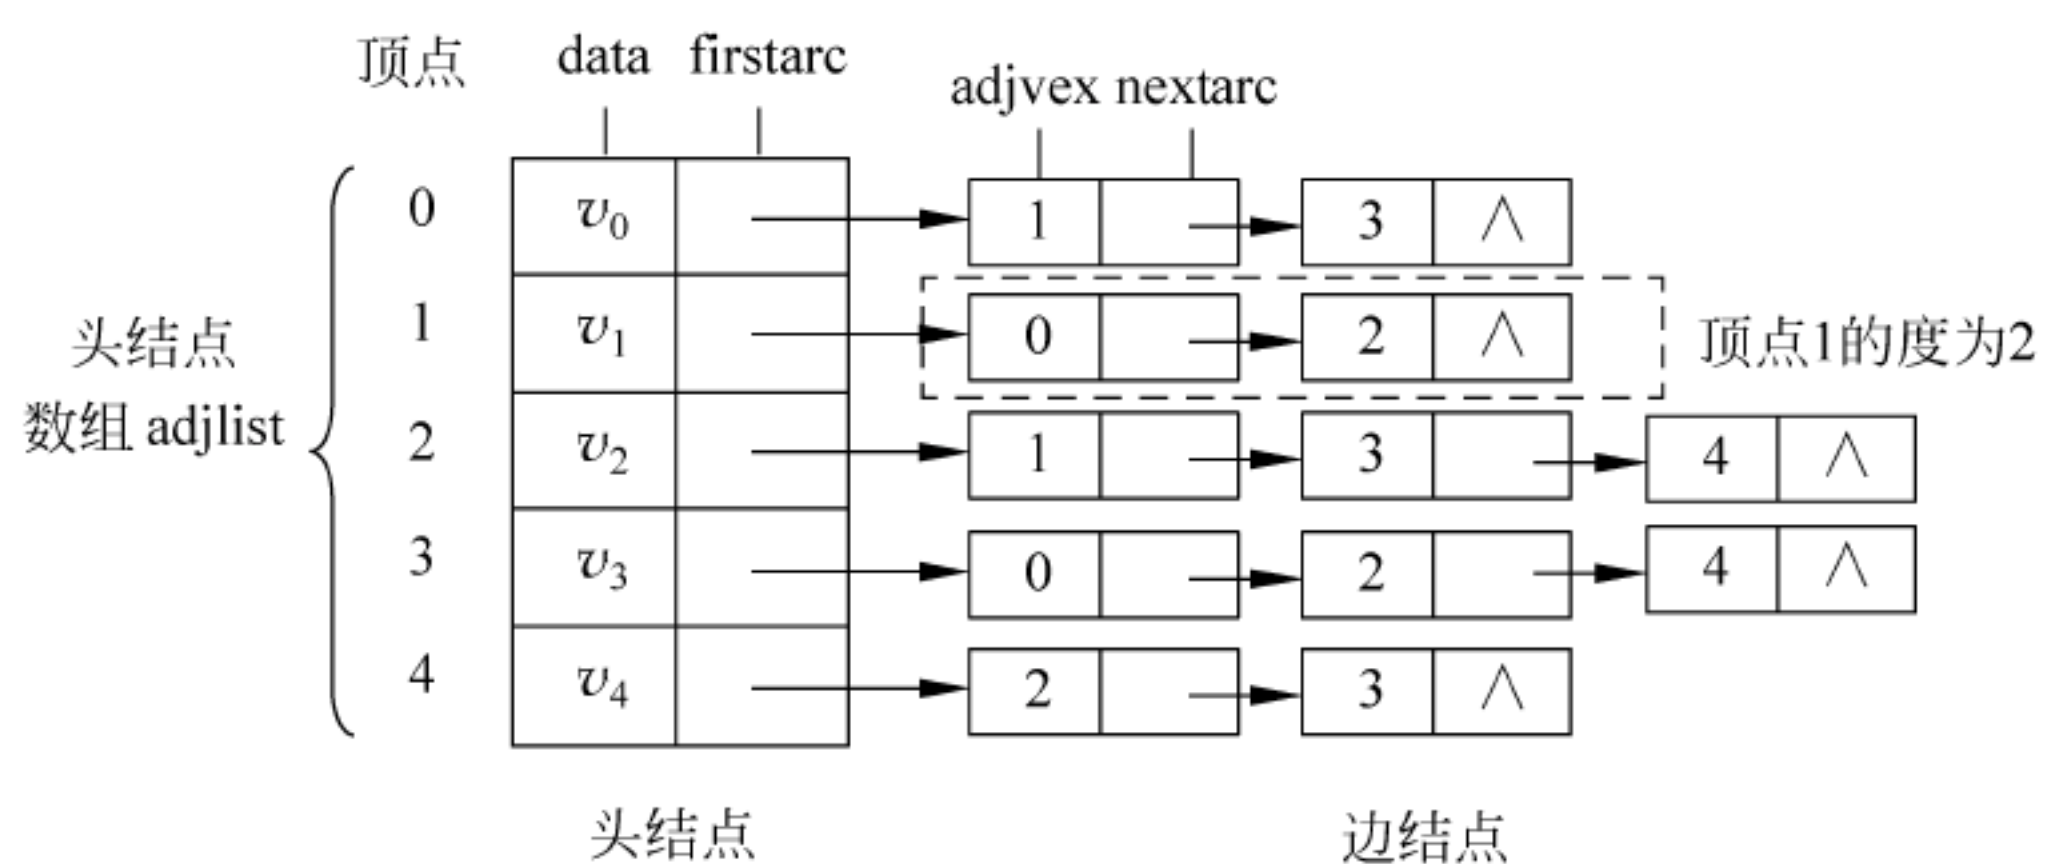 顶点 data firstarc
adjvex nextarc
0 v₀ 1 3 ∧
1 v₁ 0 2 ∧ 顶点1的度为2
头结点
数组 adjlist
2 v₂ 1 3 4 ∧
3 v₃ 0 2 4 ∧
4 v₄ 2 3 ∧
头结点 边结点